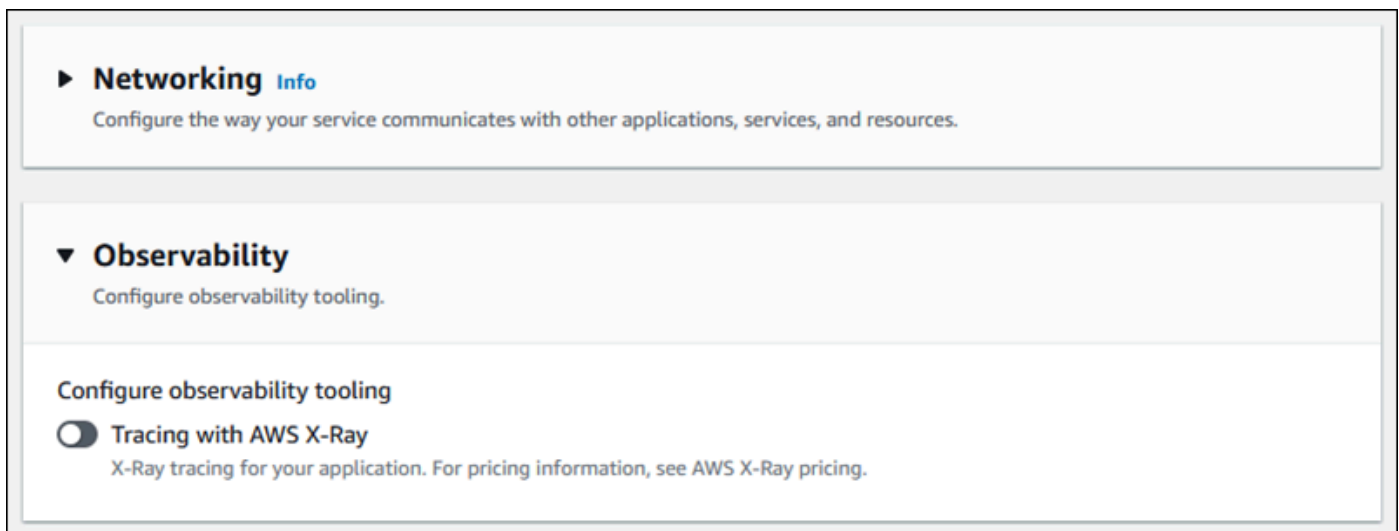 Networking Info
Configure the way your service communicates with other applications, services, and resources.
Observability
Configure observability tooling.
Configure observability tooling
Tracing with AWS X-Ray
X-Ray tracing for your application. For pricing information, see AWS X-Ray pricing.